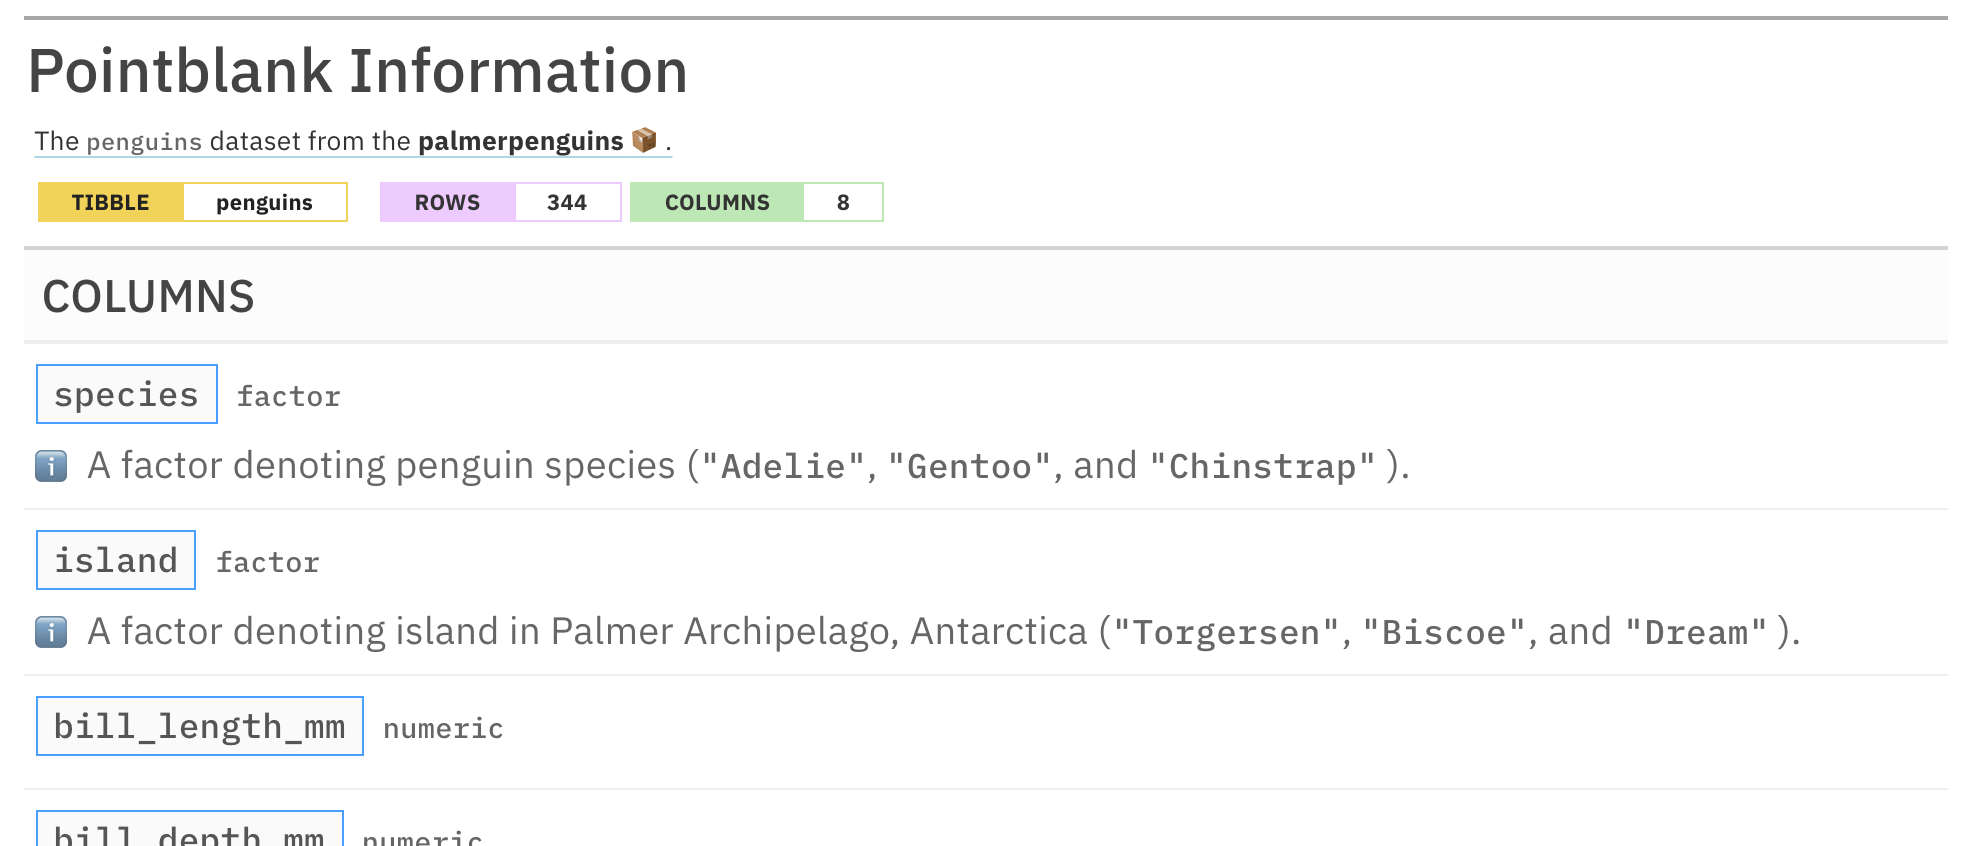 Pointblank Information
The penguins dataset from the palmerpenguins 📦 .
TIBBLE penguins ROWS 344 COLUMNS 8
COLUMNS
species factor
ℹ️ A factor denoting penguin species ("Adelie", "Gentoo", and "Chinstrap" ).
island factor
ℹ️ A factor denoting island in Palmer Archipelago, Antarctica ("Torgersen", "Biscoe", and "Dream" ).
bill_length_mm numeric
bill_depth_mm numeric